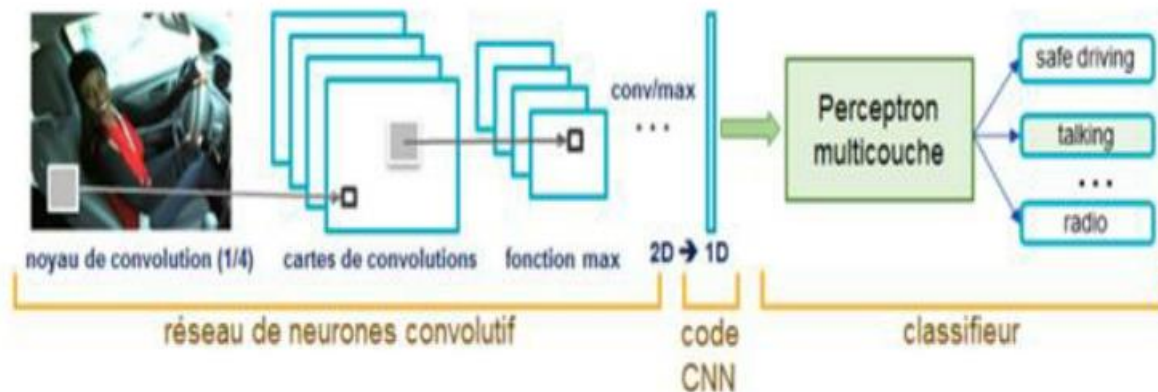 conv/max
...
Perceptron
multicouche
safe driving
talking
...
radio
noyau de convolution (1/4)
cartes de convolutions
fonction max
2D → 1D
réseau de neurones convolutif
code
CNN
classifieur